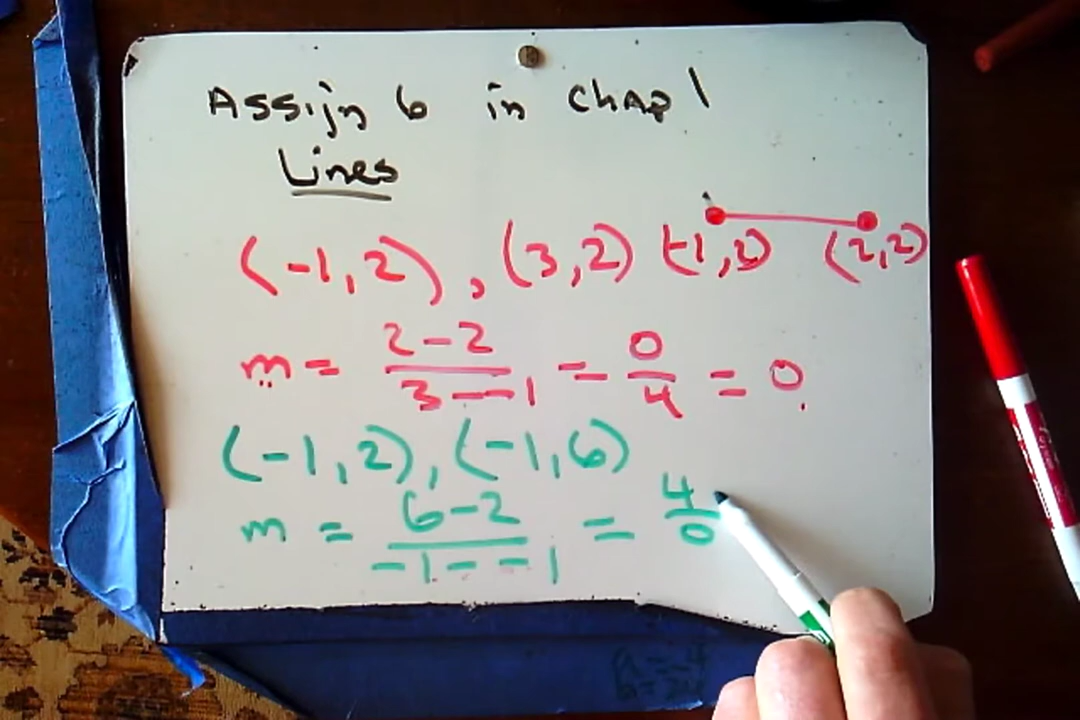 Assign 6 in Chap 1
Lines
(-1,2), (3,2) (-1,2) (2,2)
m = 2-2 / 3--1 = 0/4 = 0.
(-1,2), (-1,6)
m = 6-2 / -1--1 = 4/0